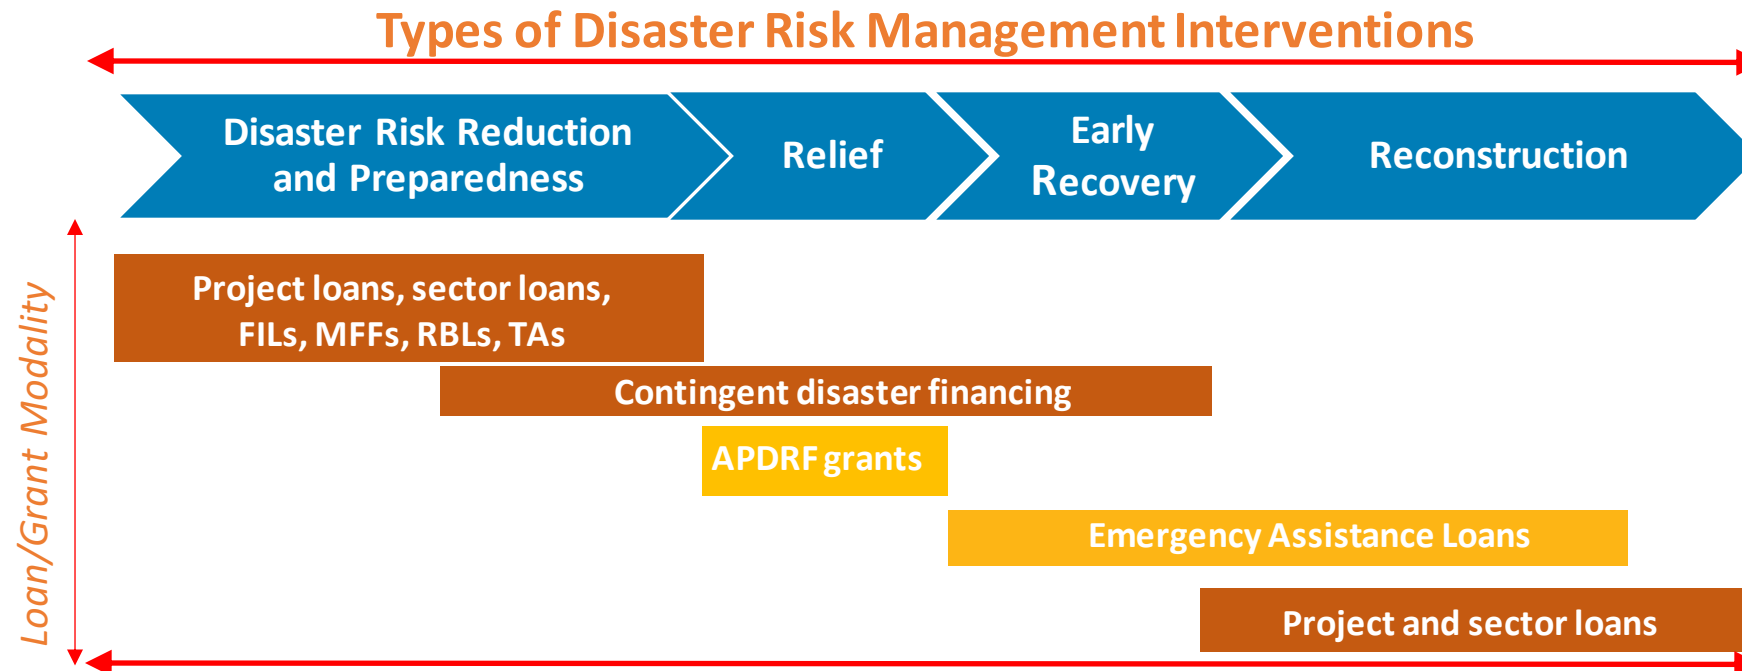 Types of Disaster Risk Management Interventions
Disaster Risk Reduction
and Preparedness
Relief
Early
Recovery
Reconstruction
Loan/Grant Modality
Project loans, sector loans,
FILs, MFFs, RBLs, TAs
Contingent disaster financing
APDRF grants
Emergency Assistance Loans
Project and sector loans